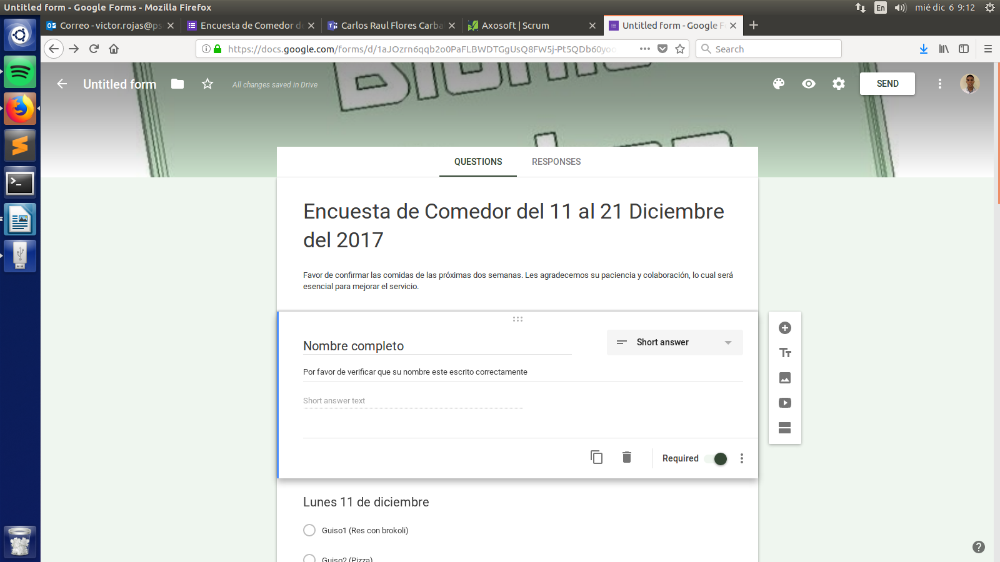 Untitled form - Google Forms - Mozilla Firefox
En
mié dic 6 9:12
Correo - victor.rojas@ps
Encuesta de Comedor de
Carlos Raul Flores Carba
Axosoft | Scrum
Untitled form - Google F
https://docs.google.com/forms/d/1aJOzrn6qqb2o0PaFLBWDTGgUsQ8FW5j-Pt5QDb60yoo
Search
Untitled form
All changes saved in Drive
SEND
QUESTIONS
RESPONSES
Encuesta de Comedor del 11 al 21 Diciembre
del 2017
Favor de confirmar las comidas de las próximas dos semanas. Les agradecemos su paciencia y colaboración, lo cual será
esencial para mejorar el servicio.
Nombre completo
Short answer
Por favor de verificar que su nombre este escrito correctamente
Short answer text
Required
Lunes 11 de diciembre
Guiso1 (Res con brokoli)
Guiso2 (Pizza)